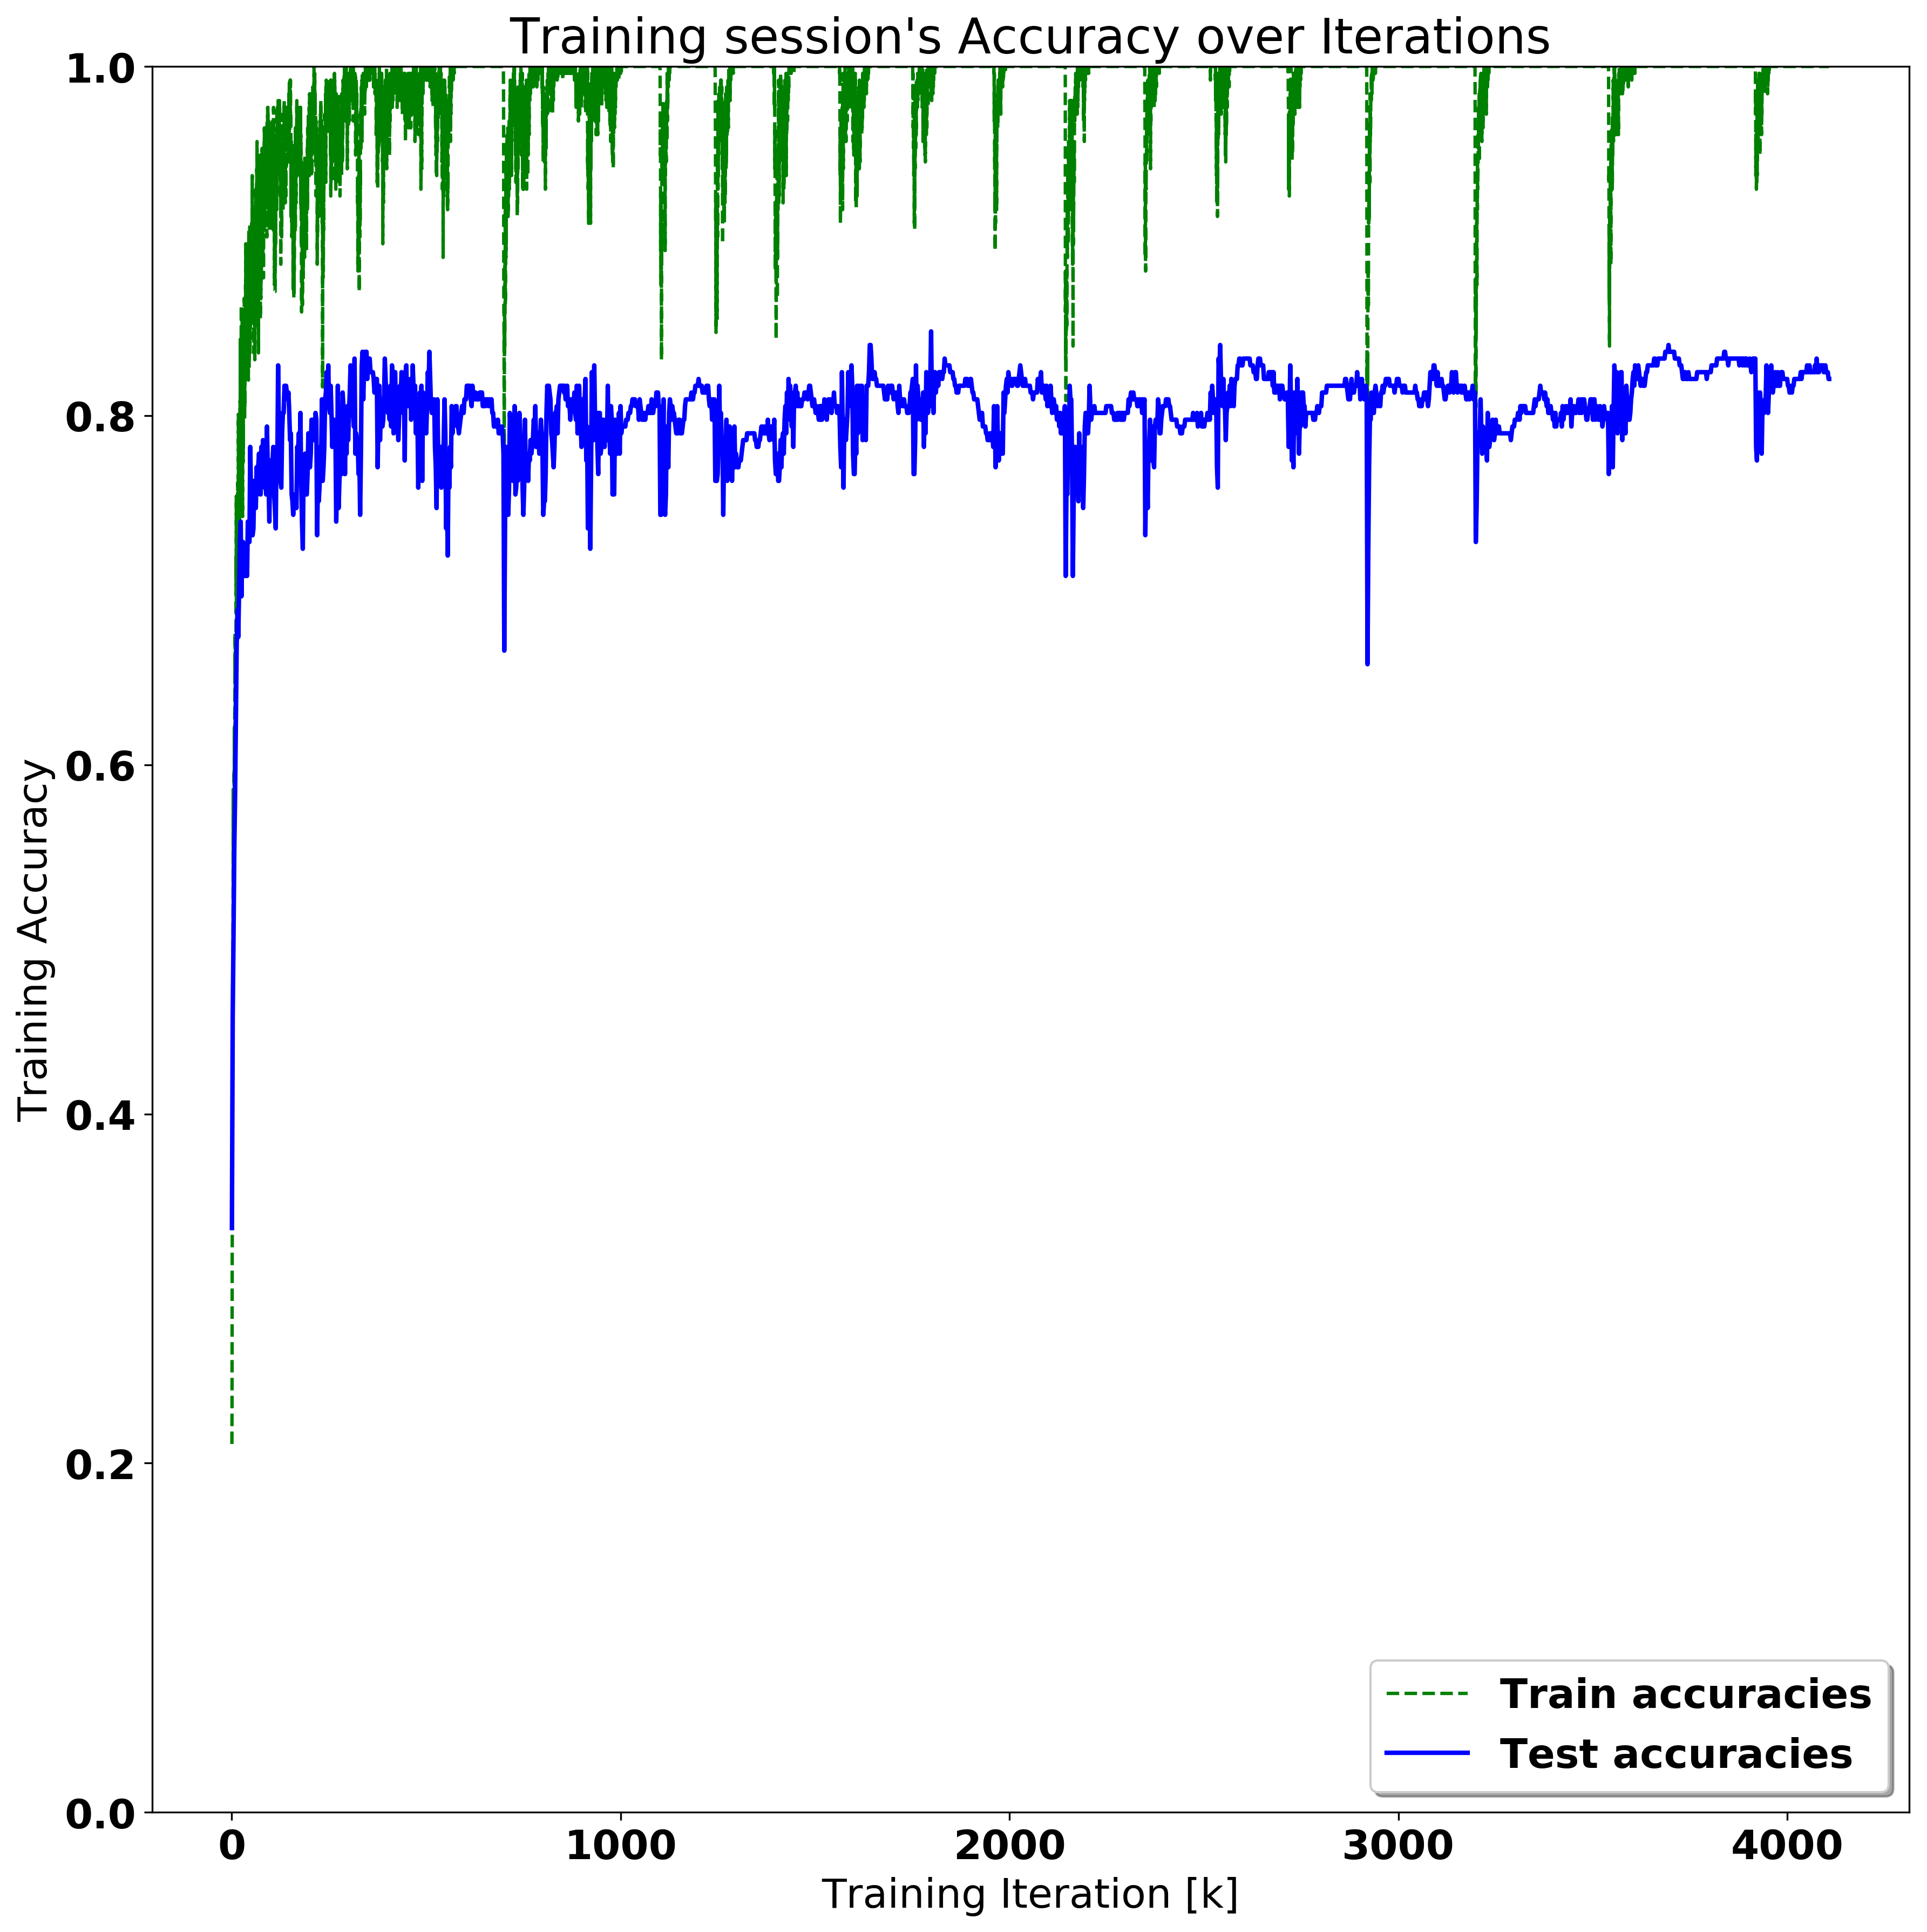 Training session's Accuracy over Iterations
1.0
0.8
0.6
0.4
0.2
0.0
Training Accuracy
0 1000 2000 3000 4000
Training Iteration [k]
Train accuracies
Test accuracies